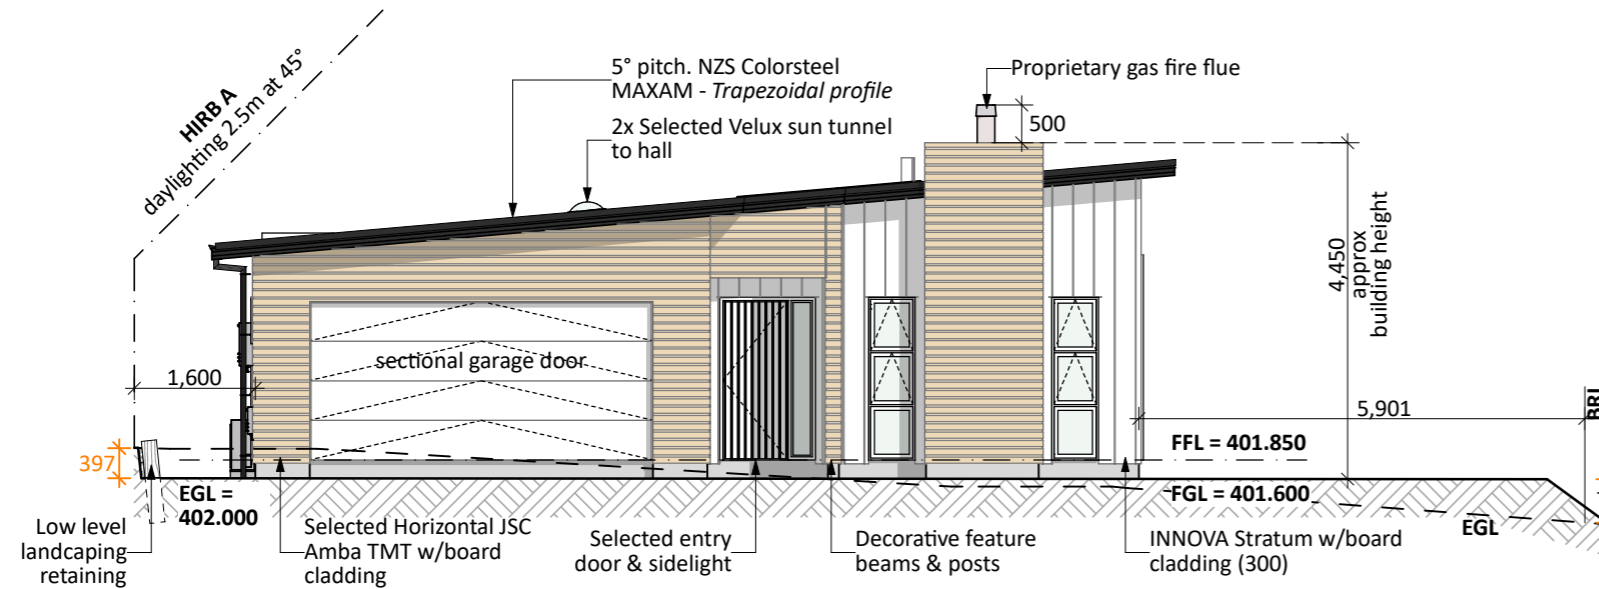 HIRB A
daylighting 2.5m at 45°
5° pitch. NZS Colorsteel
MAXAM - Trapezoidal profile
2x Selected Velux sun tunnel
to hall
Proprietary gas fire flue
500
4,450
approx
building height
sectional garage door
1,600
5,901
BRL
397
FFL = 401.850
EGL =
402.000
FGL = 401.600
EGL
Low level
landcaping
retaining
Selected Horizontal JSC
Amba TMT w/board
cladding
Selected entry
door & sidelight
Decorative feature
beams & posts
INNOVA Stratum w/board
cladding (300)